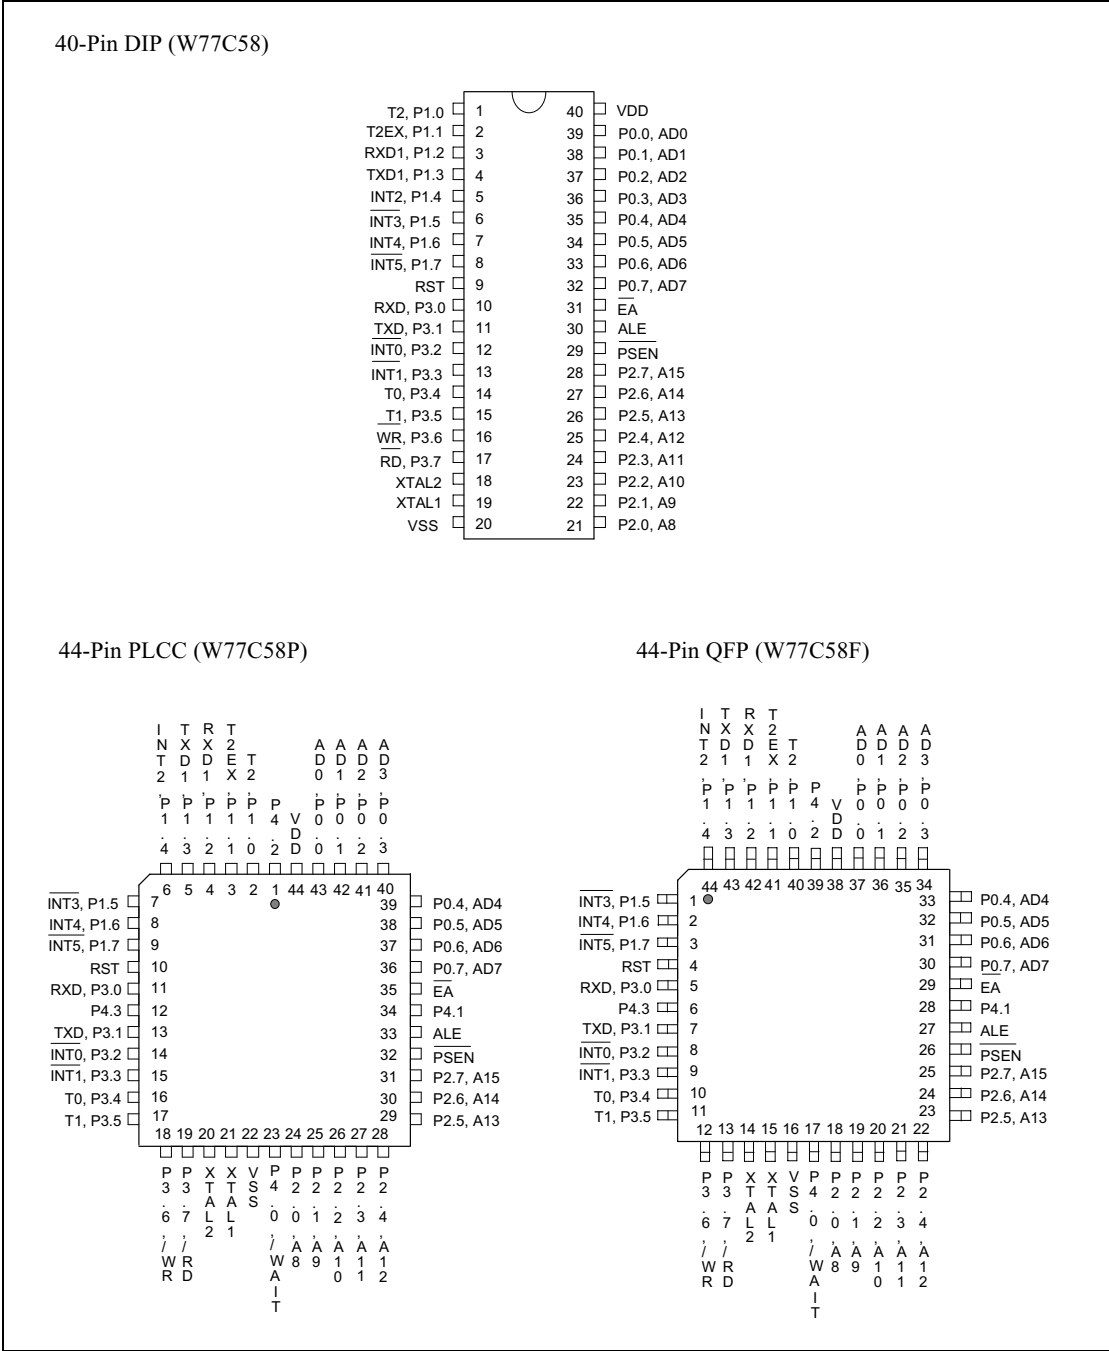 40-Pin DIP (W77C58)
T2, P1.0 1 40 VDD
T2EX, P1.1 2 39 P0.0, AD0
RXD1, P1.2 3 38 P0.1, AD1
TXD1, P1.3 4 37 P0.2, AD2
INT2, P1.4 5 36 P0.3, AD3
INT3, P1.5 6 35 P0.4, AD4
INT4, P1.6 7 34 P0.5, AD5
INT5, P1.7 8 33 P0.6, AD6
RST 9 32 P0.7, AD7
RXD, P3.0 10 31 EA
TXD, P3.1 11 30 ALE
INT0, P3.2 12 29 PSEN
INT1, P3.3 13 28 P2.7, A15
T0, P3.4 14 27 P2.6, A14
T1, P3.5 15 26 P2.5, A13
WR, P3.6 16 25 P2.4, A12
RD, P3.7 17 24 P2.3, A11
XTAL2 18 23 P2.2, A10
XTAL1 19 22 P2.1, A9
VSS 20 21 P2.0, A8
44-Pin PLCC (W77C58P)
INT2, P1.4
TXD1, P1.3
RXD1, P1.2
T2EX, P1.1
T2, P1.0
P4.2
VDD
AD0, P0.0
AD1, P0.1
AD2, P0.2
AD3, P0.3
6 5 4 3 2 1 44 43 42 41 40
INT3, P1.5 7 39 P0.4, AD4
INT4, P1.6 8 38 P0.5, AD5
INT5, P1.7 9 37 P0.6, AD6
RST 10 36 P0.7, AD7
RXD, P3.0 11 35 EA
P4.3 12 34 P4.1
TXD, P3.1 13 33 ALE
INT0, P3.2 14 32 PSEN
INT1, P3.3 15 31 P2.7, A15
T0, P3.4 16 30 P2.6, A14
T1, P3.5 17 29 P2.5, A13
18 19 20 21 22 23 24 25 26 27 28
P3.6, /WR
P3.7, /RD
XTAL2
XTAL1
VSS
P4.0, /WAIT
P2.0, A8
P2.1, A9
P2.2, A10
P2.3, A11
P2.4, A12
44-Pin QFP (W77C58F)
INT2, P1.4
TXD1, P1.3
RXD1, P1.2
T2EX, P1.1
T2, P1.0
P4.2
VDD
AD0, P0.0
AD1, P0.1
AD2, P0.2
AD3, P0.3
44 43 42 41 40 39 38 37 36 35 34
INT3, P1.5 1 33 P0.4, AD4
INT4, P1.6 2 32 P0.5, AD5
INT5, P1.7 3 31 P0.6, AD6
RST 4 30 P0.7, AD7
RXD, P3.0 5 29 EA
P4.3 6 28 P4.1
TXD, P3.1 7 27 ALE
INT0, P3.2 8 26 PSEN
INT1, P3.3 9 25 P2.7, A15
T0, P3.4 10 24 P2.6, A14
T1, P3.5 11 23 P2.5, A13
12 13 14 15 16 17 18 19 20 21 22
P3.6, /WR
P3.7, /RD
XTAL2
XTAL1
VSS
P4.0, /WAIT
P2.0, A8
P2.1, A9
P2.2, A10
P2.3, A11
P2.4, A12